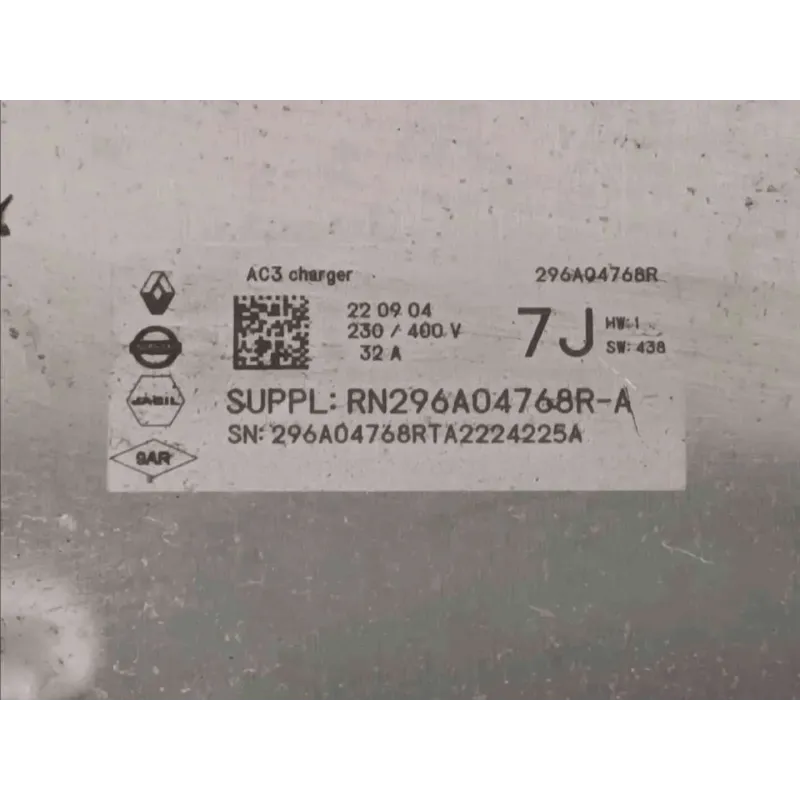 AC3 charger
296A04768R
22 09 04
230 / 400 V
32 A
7J
HW: 1
SW: 438
SUPPL: RN296A04768R-A
SN: 296A04768RTA2224225A
JABIL
9AR